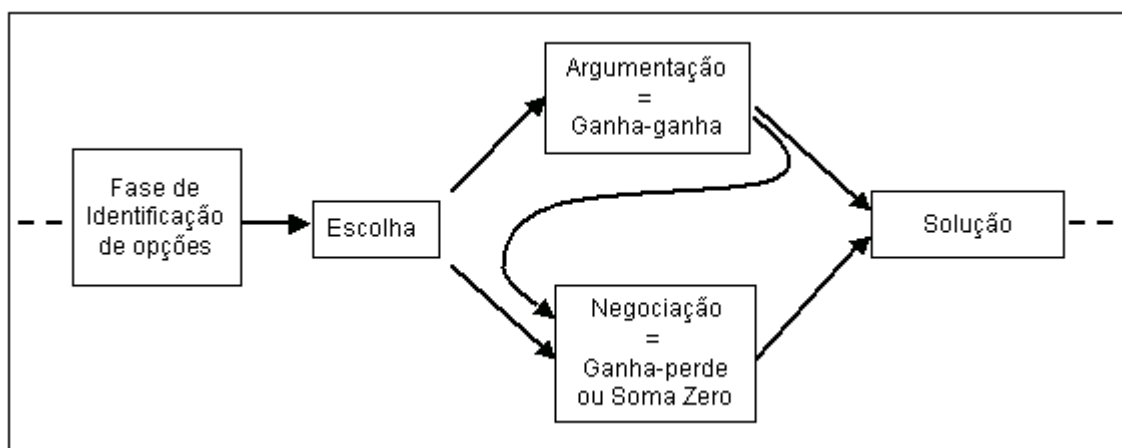 Fase de
Identificação
de opções
Escolha
Argumentação
=
Ganha-ganha
Negociação
=
Ganha-perde
ou Soma Zero
Solução